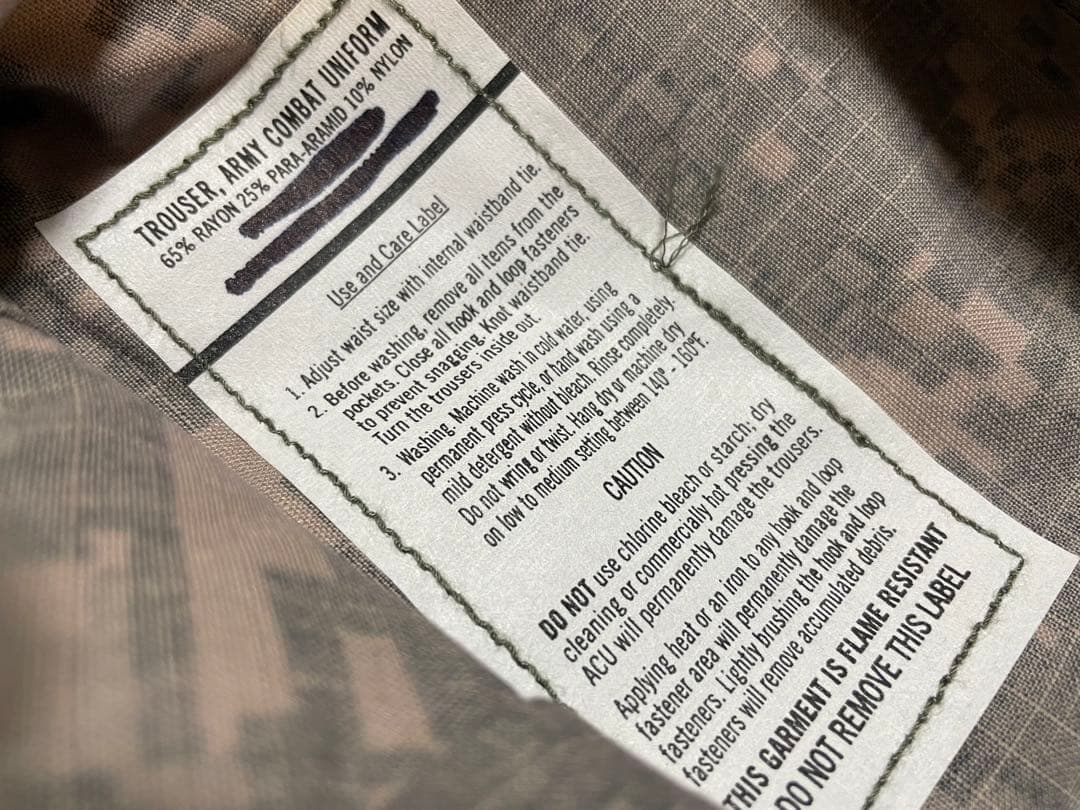 TROUSER, ARMY COMBAT UNIFORM
65% RAYON 25% PARA-ARAMID 10% NYLON
Use and Care Label
1. Adjust waist size with internal waistband tie.
2. Before washing, remove all items from the
pockets. Close all hook and loop fasteners
to prevent snagging. Knot waistband tie.
Turn the trousers inside out.
3. Washing. Machine wash in cold water, using
permanent press cycle, or hand wash using a
mild detergent without bleach. Rinse completely.
Do not wring or twist. Hang dry or machine dry
on low to medium setting between 140° - 160°F.
CAUTION
DO NOT use chlorine bleach or starch; dry
cleaning or commercially hot pressing the
ACU will permanently damage the trousers.
Applying heat or an iron to any hook and loop
fastener area will permanently damage the
fasteners. Lightly brushing the hook and loop
fasteners will remove accumulated debris.
THIS GARMENT IS FLAME RESISTANT
DO NOT REMOVE THIS LABEL